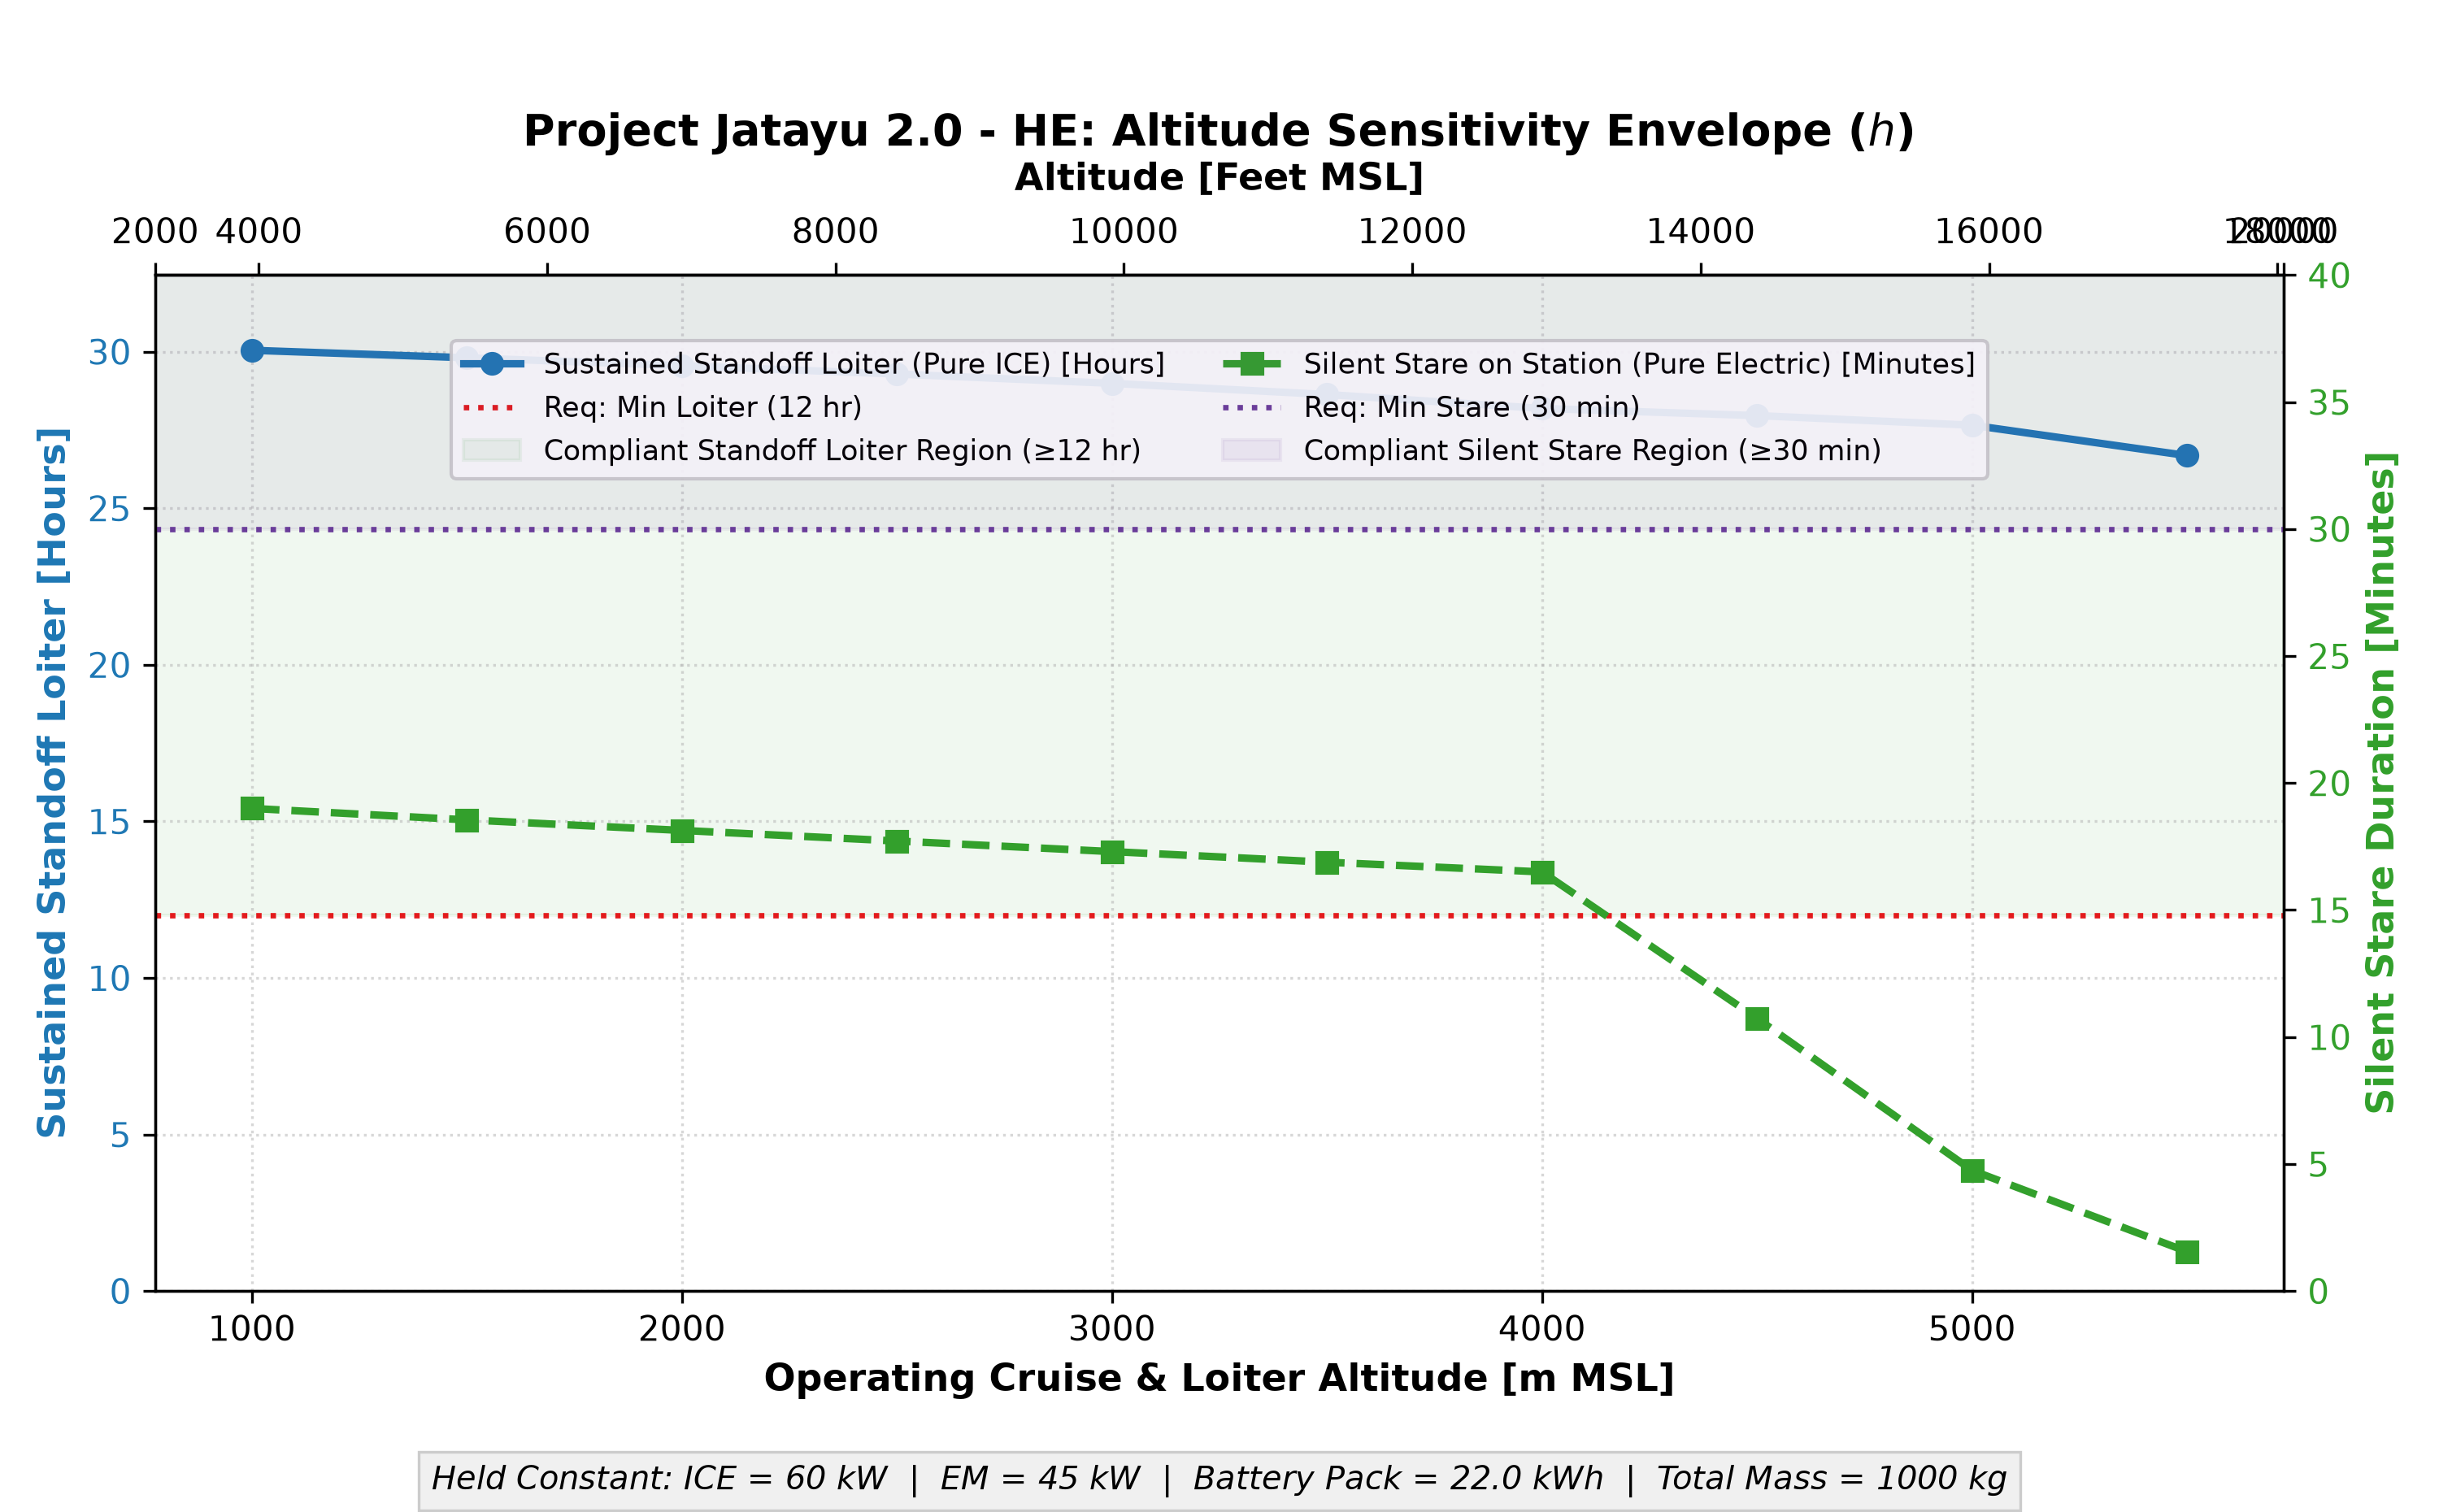 Project Jatayu 2.0 - HE: Altitude Sensitivity Envelope (h)
Altitude [Feet MSL]
2000 4000 6000 8000 10000 12000 14000 16000 18000 20000
Sustained Standoff Loiter [Hours]
30
25
20
15
10
5
0
Sustained Standoff Loiter (Pure ICE) [Hours]
Req: Min Loiter (12 hr)
Compliant Standoff Loiter Region (≥12 hr)
Silent Stare on Station (Pure Electric) [Minutes]
Req: Min Stare (30 min)
Compliant Silent Stare Region (≥30 min)
40
35
30
25
20
15
10
5
0
Silent Stare Duration [Minutes]
1000 2000 3000 4000 5000
Operating Cruise & Loiter Altitude [m MSL]
Held Constant: ICE = 60 kW | EM = 45 kW | Battery Pack = 22.0 kWh | Total Mass = 1000 kg